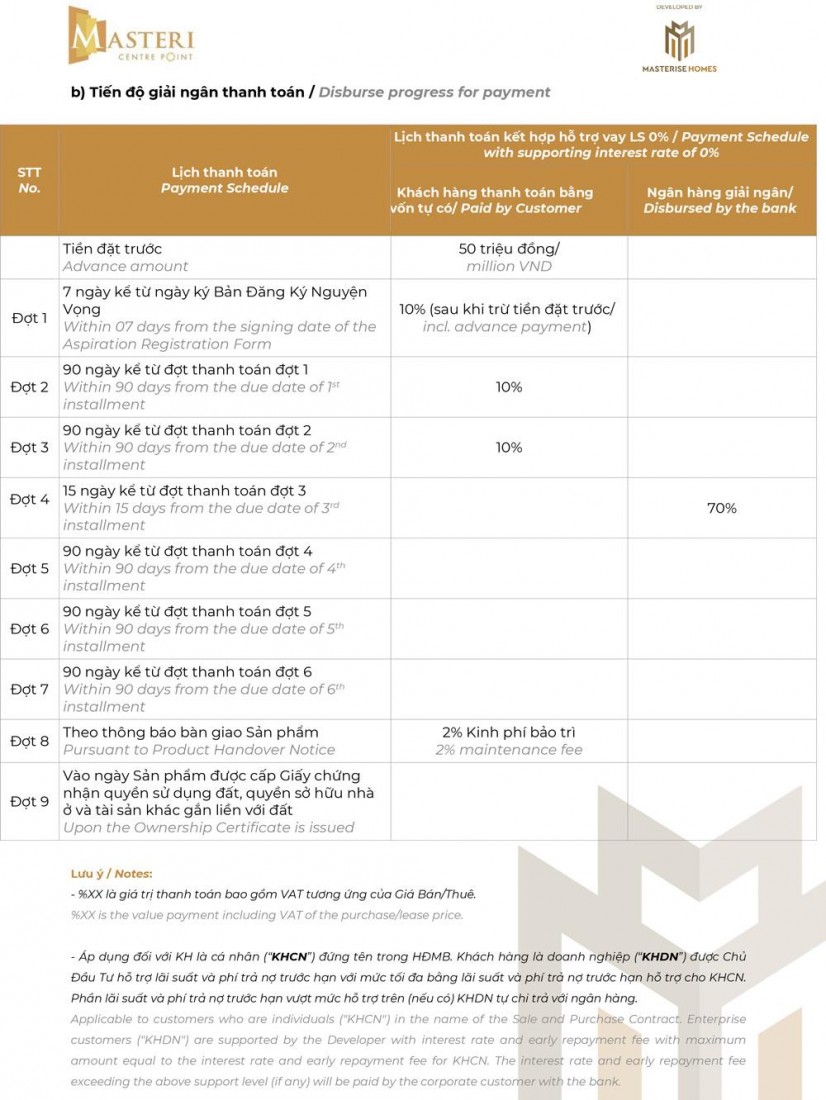 MASTERI
CENTRE POINT
DEVELOPED BY
MASTERISE HOMES
b) Tiến độ giải ngân thanh toán / Disburse progress for payment
STT
No.
Lịch thanh toán
Payment Schedule
Lịch thanh toán kết hợp hỗ trợ vay LS 0% / Payment Schedule
with supporting interest rate of 0%
Khách hàng thanh toán bằng
vốn tự có/ Paid by Customer
Ngân hàng giải ngân/
Disbursed by the bank
Tiền đặt trước
Advance amount
50 triệu đồng/
million VND
Đợt 1
7 ngày kể từ ngày ký Bản Đăng Ký Nguyện
Vọng
Within 07 days from the signing date of the
Aspiration Registration Form
10% (sau khi trừ tiền đặt trước/
incl. advance payment)
Đợt 2
90 ngày kể từ đợt thanh toán đợt 1
Within 90 days from the due date of 1st
installment
10%
Đợt 3
90 ngày kể từ đợt thanh toán đợt 2
Within 90 days from the due date of 2nd
installment
10%
Đợt 4
15 ngày kể từ đợt thanh toán đợt 3
Within 15 days from the due date of 3rd
installment
70%
Đợt 5
90 ngày kể từ đợt thanh toán đợt 4
Within 90 days from the due date of 4th
installment
Đợt 6
90 ngày kể từ đợt thanh toán đợt 5
Within 90 days from the due date of 5th
installment
Đợt 7
90 ngày kể từ đợt thanh toán đợt 6
Within 90 days from the due date of 6th
installment
Đợt 8
Theo thông báo bàn giao Sản phẩm
Pursuant to Product Handover Notice
2% Kinh phí bảo trì
2% maintenance fee
Đợt 9
Vào ngày Sản phẩm được cấp Giấy chứng
nhận quyền sử dụng đất, quyền sở hữu nhà
ở và tài sản khác gắn liền với đất
Upon the Ownership Certificate is issued
Lưu ý / Notes:
- %XX là giá trị thanh toán bao gồm VAT tương ứng của Giá Bán/Thuê.
%XX is the value payment including VAT of the purchase/lease price.
- Áp dụng đối với KH là cá nhân ("KHCN") đứng tên trong HĐMB. Khách hàng là doanh nghiệp ("KHDN") được Chủ
Đầu Tư hỗ trợ lãi suất và phí trả nợ trước hạn với mức tối đa bằng lãi suất và phí trả nợ trước hạn hỗ trợ cho KHCN.
Phần lãi suất và phí trả nợ trước hạn vượt mức hỗ trợ trên (nếu có) KHDN tự chi trả với ngân hàng.
Applicable to customers who are individuals ("KHCN") in the name of the Sale and Purchase Contract. Enterprise
customers ("KHDN") are supported by the Developer with interest rate and early repayment fee with maximum
amount equal to the interest rate and early repayment fee for KHCN. The interest rate and early repayment fee
exceeding the above support level (if any) will be paid by the corporate customer with the bank.